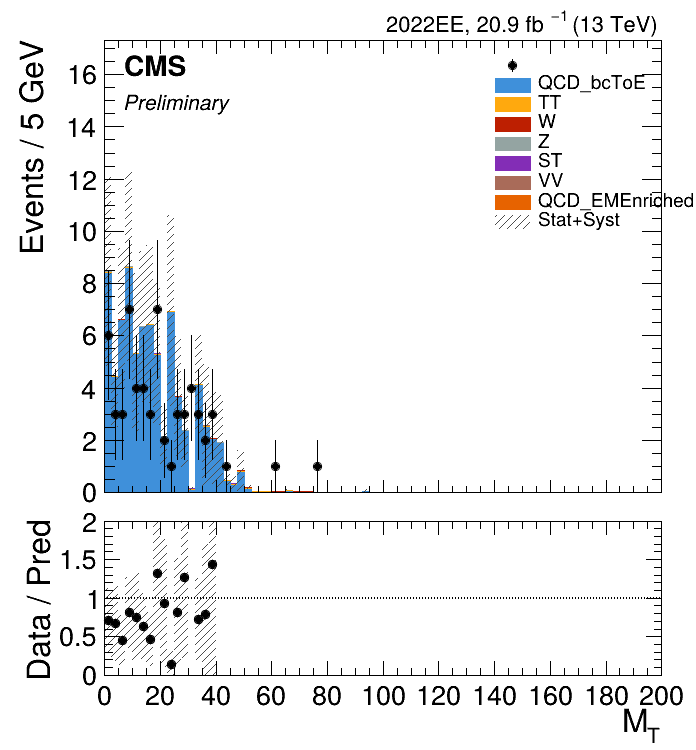 2022EE, 20.9 fb −1 (13 TeV)
CMS
Preliminary
Events / 5 GeV
16
14
12
10
8
6
4
2
0
QCD_bcToE
TT
W
Z
ST
VV
QCD_EMEnriched
Stat+Syst
Data / Pred
2
1.5
1
0.5
0
0 20 40 60 80 100 120 140 160 180 200
MT